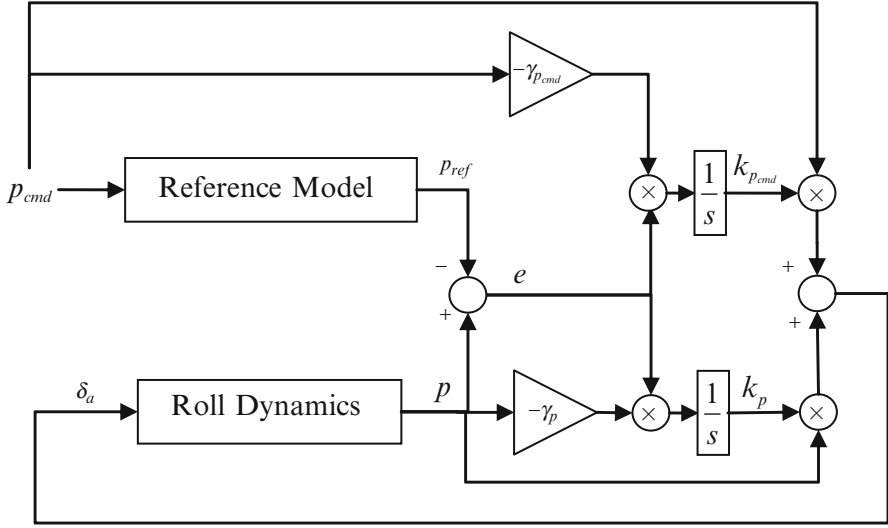 −γ_{p_{cmd}}
p_{cmd}
Reference Model
p_{ref}
×
1/s
k_{p_{cmd}}
×
−
+
e
+
+
δ_a
Roll Dynamics
p
−γ_p
×
1/s
k_p
×